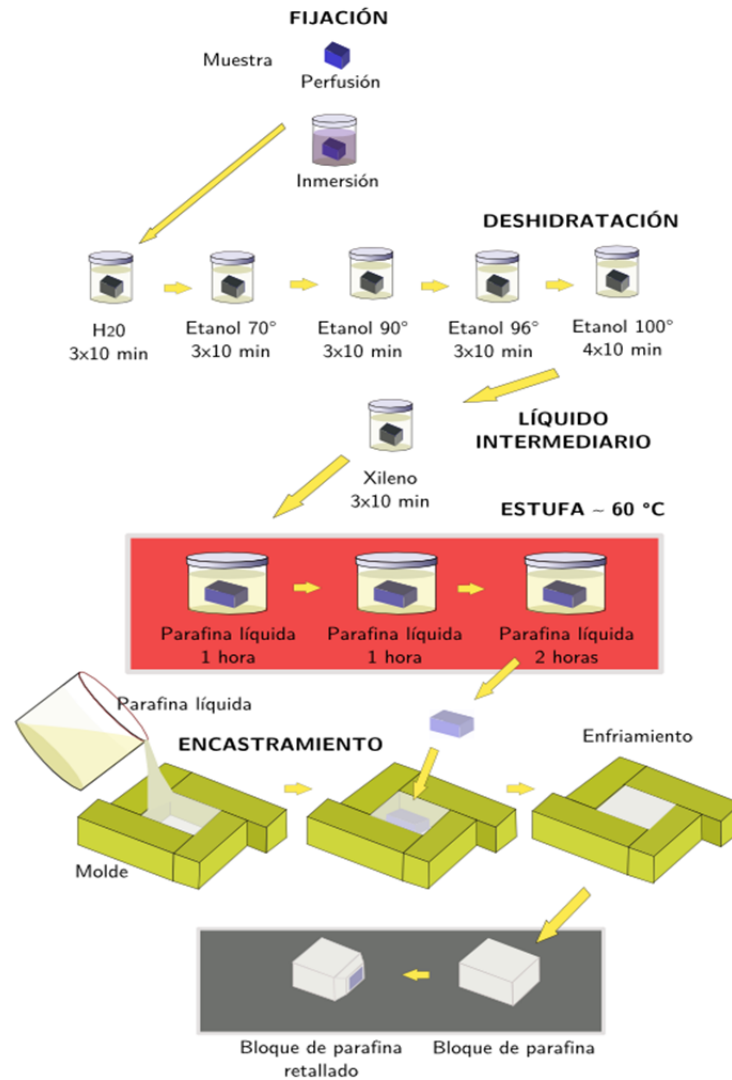 FIJACIÓN
Muestra
Perfusión
Inmersión
DESHIDRATACIÓN
H20
3x10 min
Etanol 70°
3x10 min
Etanol 90°
3x10 min
Etanol 96°
3x10 min
Etanol 100°
4x10 min
LÍQUIDO
INTERMEDIARIO
Xileno
3x10 min
ESTUFA ~ 60 °C
Parafina líquida
1 hora
Parafina líquida
1 hora
Parafina líquida
2 horas
Parafina líquida
ENCASTRAMIENTO
Enfriamiento
Molde
Bloque de parafina
retallado
Bloque de parafina